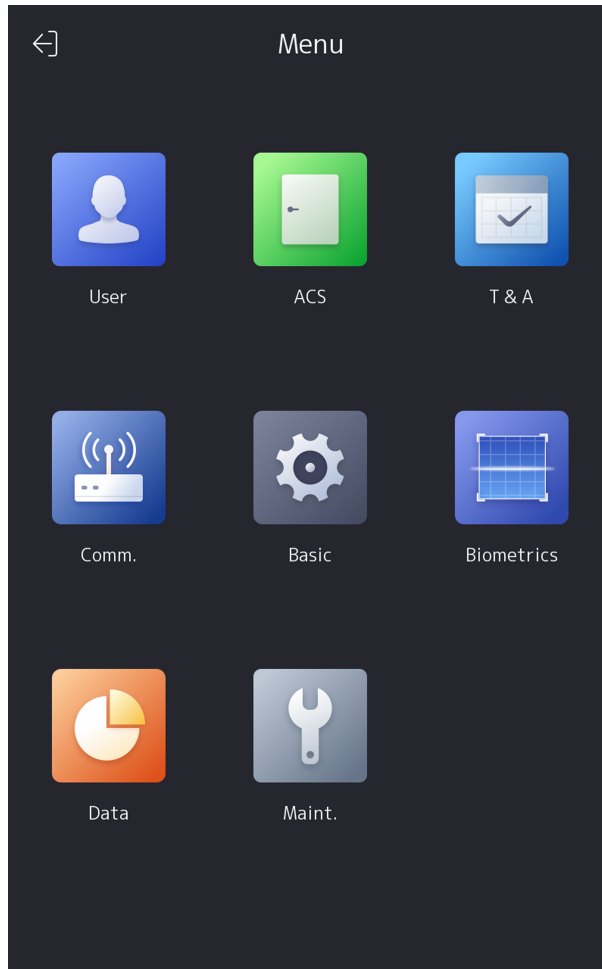 Menu
User
ACS
T & A
Comm.
Basic
Biometrics
Data
Maint.